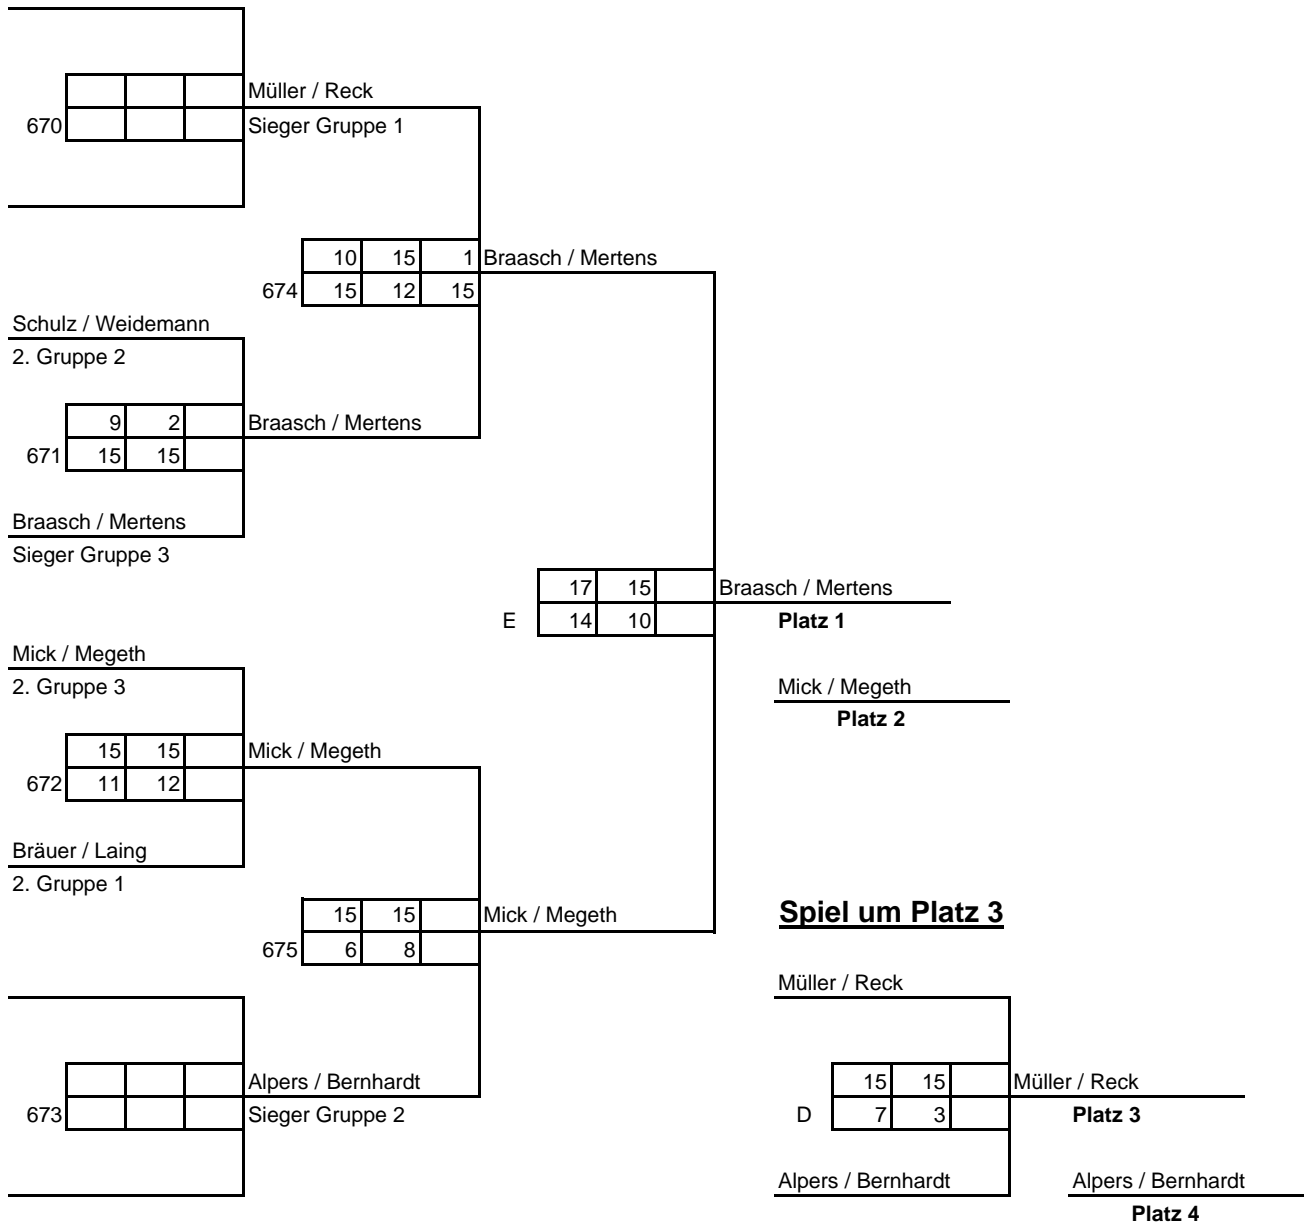 Müller / Reck
670 Sieger Gruppe 1
10 15 1 Braasch / Mertens
674 15 12 15
Schulz / Weidemann
2. Gruppe 2
9 2 Braasch / Mertens
671 15 15
Braasch / Mertens
Sieger Gruppe 3
17 15 Braasch / Mertens
E 14 10 Platz 1
Mick / Megeth
2. Gruppe 3 Mick / Megeth
Platz 2
15 15 Mick / Megeth
672 11 12
Bräuer / Laing
2. Gruppe 1
15 15 Mick / Megeth Spiel um Platz 3
675 6 8
Müller / Reck
Alpers / Bernhardt 15 15 Müller / Reck
673 Sieger Gruppe 2 D 7 3 Platz 3
Alpers / Bernhardt Alpers / Bernhardt
Platz 4